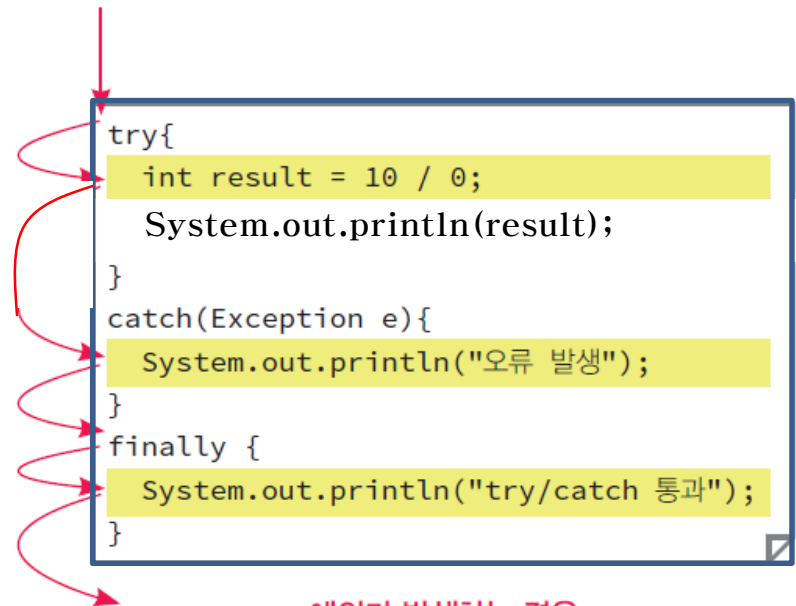 try{
int result = 10 / 0;
System.out.println(result);
}
catch(Exception e){
System.out.println("오류 발생");
}
finally {
System.out.println("try/catch 통과");
}